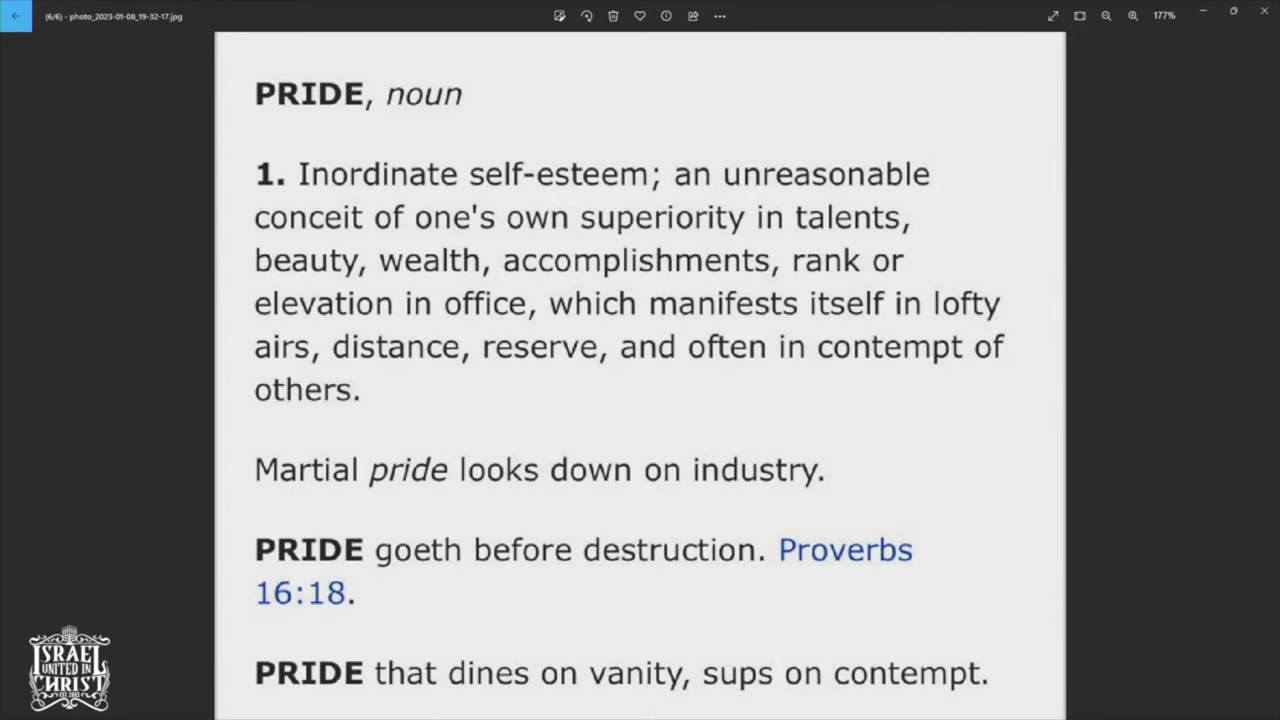 (6/6) - photo_2023-01-08_19-32-17.jpg
177%
PRIDE, noun
1. Inordinate self-esteem; an unreasonable
conceit of one's own superiority in talents,
beauty, wealth, accomplishments, rank or
elevation in office, which manifests itself in lofty
airs, distance, reserve, and often in contempt of
others.
Martial pride looks down on industry.
PRIDE goeth before destruction. Proverbs
16:18.
PRIDE that dines on vanity, sups on contempt.
ISRAEL
UNITED IN
CHRIST
EST. 2003